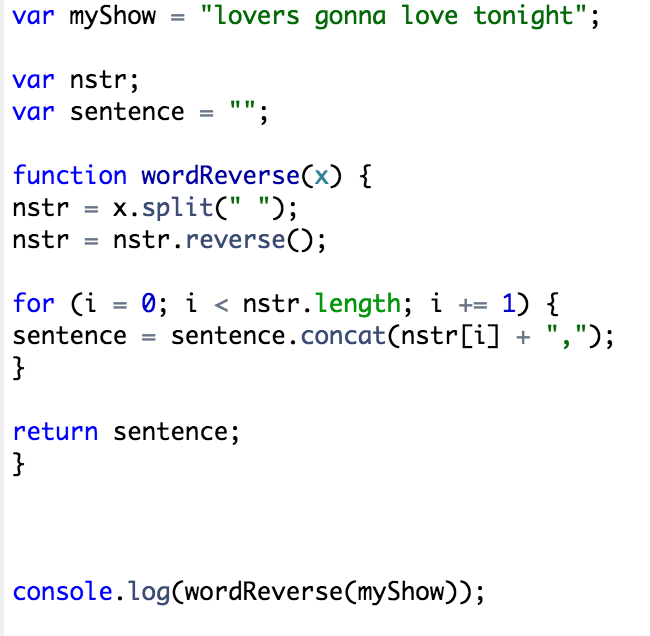 var myShow = "lovers gonna love tonight";
var nstr;
var sentence = "";
function wordReverse(x) {
nstr = x.split(" ");
nstr = nstr.reverse();
for (i = 0; i < nstr.length; i += 1) {
sentence = sentence.concat(nstr[i] + ",");
}
return sentence;
}
console.log(wordReverse(myShow));